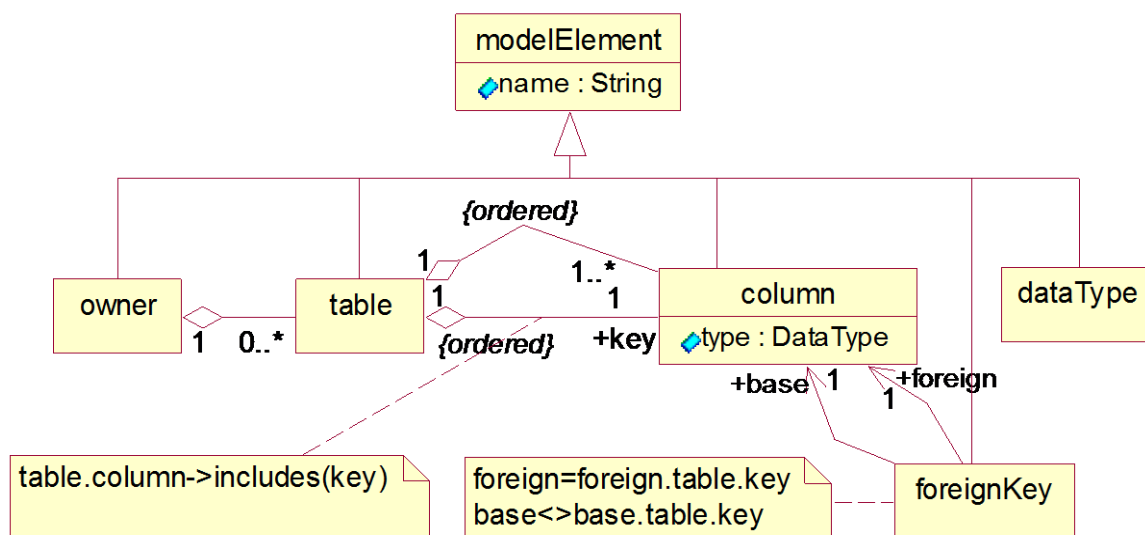 modelElement
name : String
{ordered}
1
1..*
owner
1
0..*
table
1
{ordered}
1
+key
column
type : DataType
dataType
+base
1
+foreign
1
table.column->includes(key)
foreign=foreign.table.key
base<>base.table.key
foreignKey